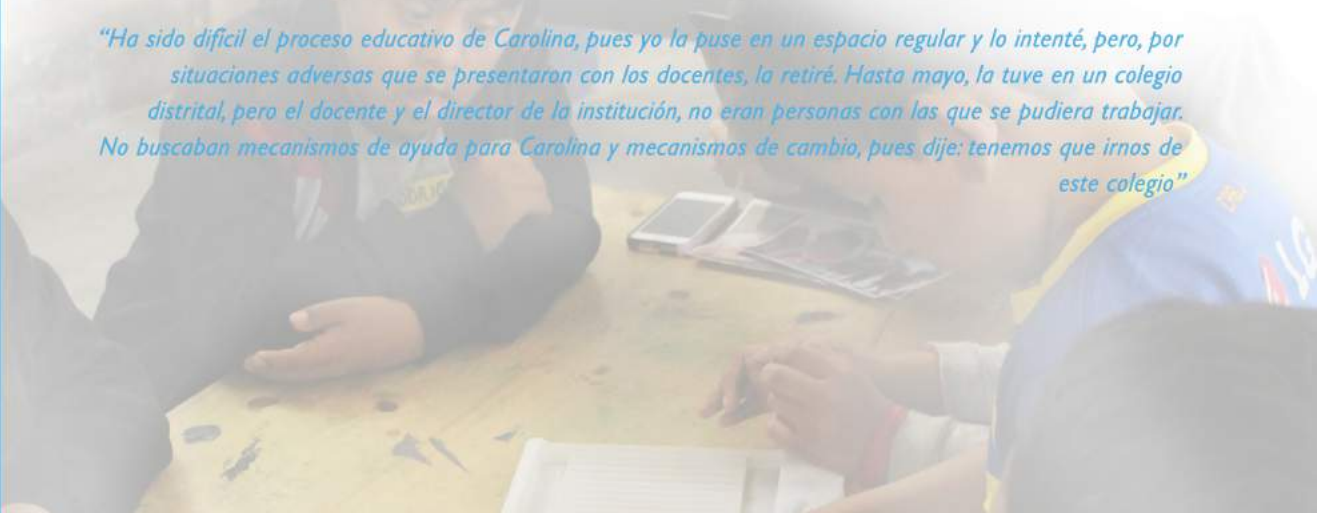 “Ha sido difícil el proceso educativo de Carolina, pues yo la puse en un espacio regular y lo intenté, pero, por
situaciones adversas que se presentaron con los docentes, la retiré. Hasta mayo, la tuve en un colegio
distrital, pero el docente y el director de la institución, no eran personas con las que se pudiera trabajar.
No buscaban mecanismos de ayuda para Carolina y mecanismos de cambio, pues dije: tenemos que irnos de
este colegio”
LG